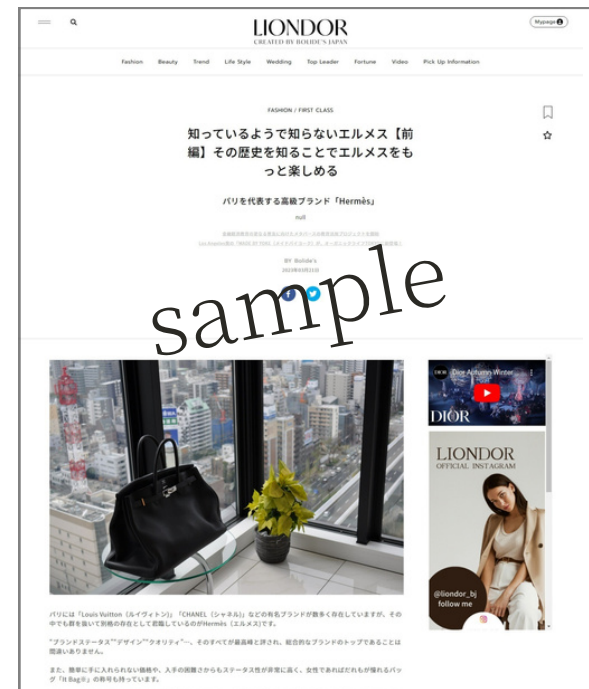 LIONDOR
CREATED BY BOLIDE'S JAPAN
Mypage
Fashion Beauty Trend Life Style Wedding Top Leader Fortune Video Pick Up Information
FASHION / FIRST CLASS
知っているようで知らないエルメス【前
編】その歴史を知ることでエルメスをも
っと楽しめる
パリを代表する高級ブランド「Hermès」
null
BY Bolide's
2023年03月21日
sample
DIOR Dior Autumn-Winter
DIOR
LIONDOR
OFFICIAL INSTAGRAM
@liondor_bj
follow me
パリには「Louis Vuitton（ルイヴィトン)」「CHANEL（シャネル)」などの有名ブランドが数多く存在していますが、その
中でも群を抜いて別格の存在として君臨しているのがHermès（エルメス)です。
"ブランドステータス""デザイン""クオリティ"…、そのすべてが最高峰と評され、総合的なブランドのトップであることは
間違いありません。
また、簡単に手に入れられない価格や、入手の困難さからもステータス性が非常に高く、女性であればだれもが憧れるバッ
グ「It Bag※」の称号も持っています。